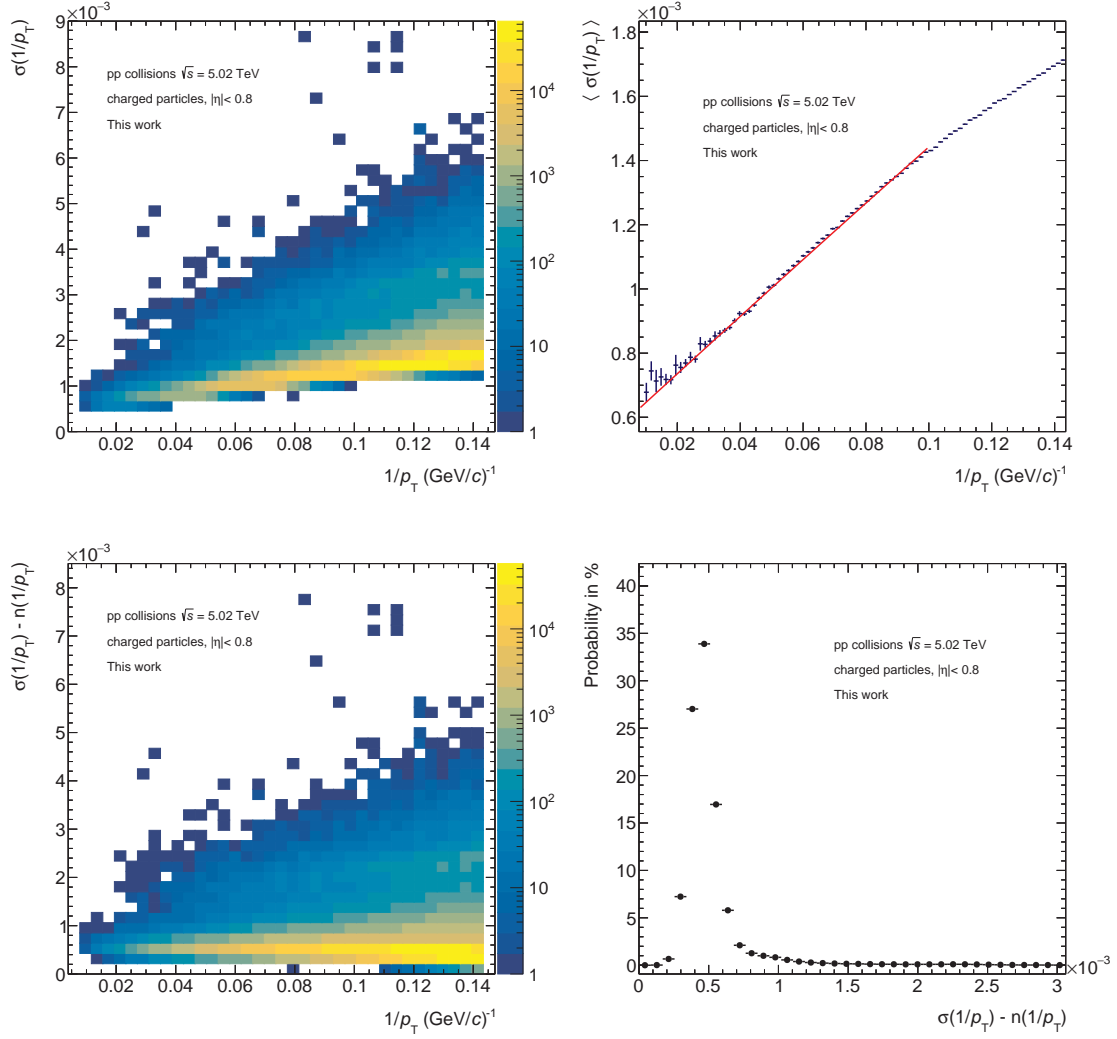 ×10⁻³
σ(1/p_T)
9
8
7
6
5
4
3
2
1
0
pp collisions √s = 5.02 TeV
charged particles, |η|< 0.8
This work
10⁴
10³
10²
10
1
0.02 0.04 0.06 0.08 0.1 0.12 0.14
1/p_T (GeV/c)⁻¹
×10⁻³
⟨ σ(1/p_T) ⟩
1.8
1.6
1.4
1.2
1
0.8
0.6
pp collisions √s = 5.02 TeV
charged particles, |η|< 0.8
This work
0.02 0.04 0.06 0.08 0.1 0.12 0.14
1/p_T (GeV/c)⁻¹
×10⁻³
σ(1/p_T) - n(1/p_T)
8
7
6
5
4
3
2
1
0
pp collisions √s = 5.02 TeV
charged particles, |η|< 0.8
This work
10⁴
10³
10²
10
1
0.02 0.04 0.06 0.08 0.1 0.12 0.14
1/p_T (GeV/c)⁻¹
Probability in %
40
35
30
25
20
15
10
5
0
pp collisions √s = 5.02 TeV
charged particles, |η|< 0.8
This work
×10⁻³
0 0.5 1 1.5 2 2.5 3
σ(1/p_T) - n(1/p_T)